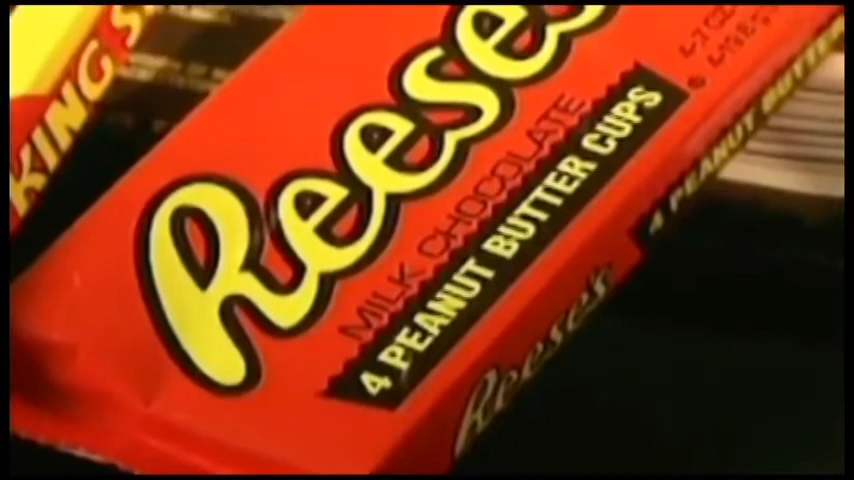 KING
Reese's
MILK CHOCOLATE
4 PEANUT BUTTER CUPS
4 PEANUT BUTTER
Reese's